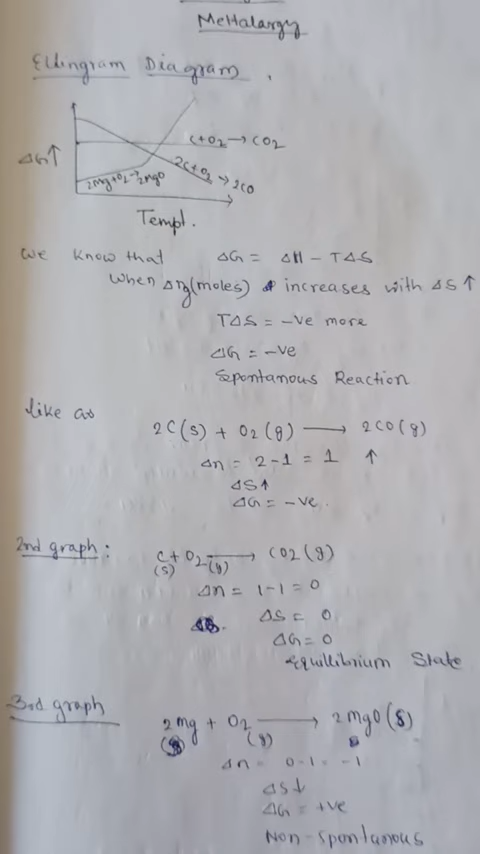 Mettalargy
Ellingram Diagram.
ΔG↑
C+O2 → CO2
2C+O2 → 2CO
2mg+O2→2mgO
Tempt.
We know that ΔG = ΔH - TΔS
When Δng(moles) increases with ΔS↑
TΔS = -ve more
ΔG = -ve
Spontanous Reaction
like as
2C(s) + O2(g) → 2CO(g)
Δn = 2-1 = 1 ↑
ΔS↑
ΔG = -ve.
2nd graph: C(s) + O2(g) → CO2(g)
Δn = 1-1 = 0
ΔS = 0
ΔG = 0
Equillibrium State
3rd graph
2mg(s) + O2(g) → 2mgO(s)
Δn = 0-1 = -1
ΔS↓
ΔG = +ve
Non-spontanous